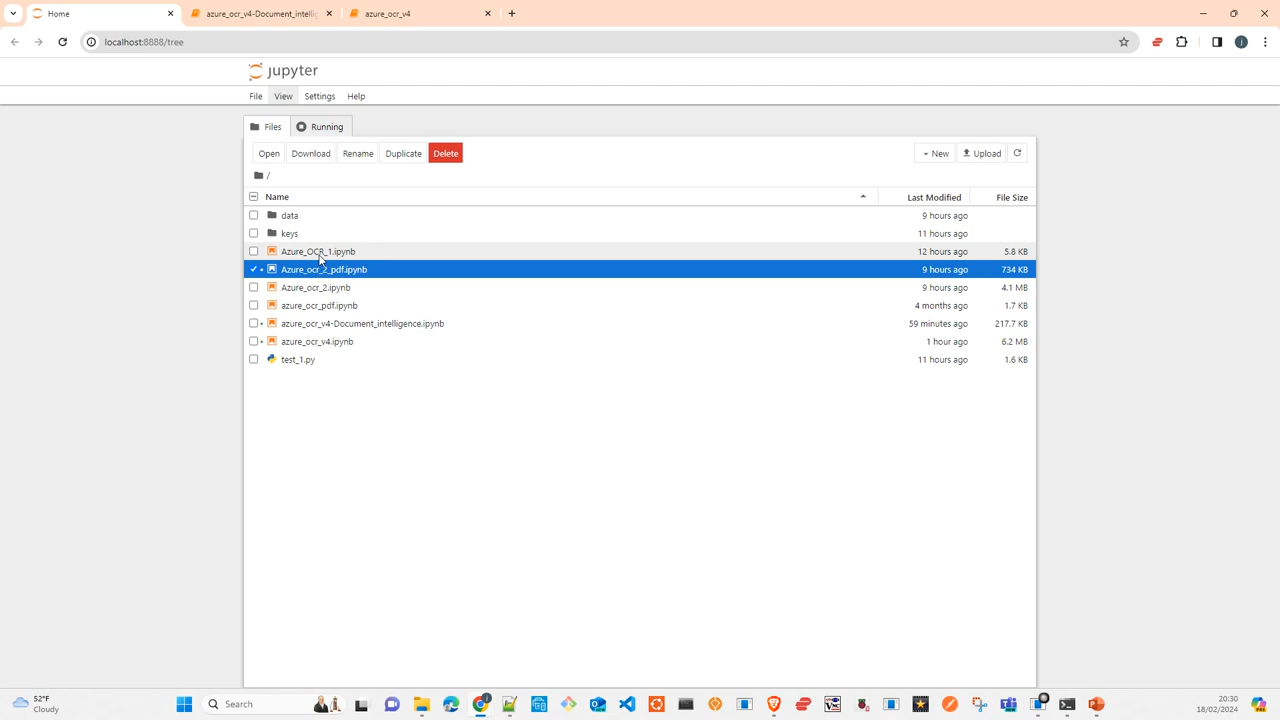 Home
azure_ocr_v4-Document_intellig
azure_ocr_v4
localhost:8888/tree
jupyter
File View Settings Help
Files Running
Open Download Rename Duplicate Delete New Upload
/
Name Last Modified File Size
data 9 hours ago
keys 11 hours ago
Azure_OCR_1.ipynb 12 hours ago 5.8 KB
Azure_ocr_2_pdf.ipynb 9 hours ago 734 KB
Azure_ocr_2.ipynb 9 hours ago 4.1 MB
azure_ocr_pdf.ipynb 4 months ago 1.7 KB
azure_ocr_v4-Document_intelligence.ipynb 59 minutes ago 217.7 KB
azure_ocr_v4.ipynb 1 hour ago 6.2 MB
test_1.py 11 hours ago 1.6 KB
52°F
Cloudy
Search
20:30
18/02/2024